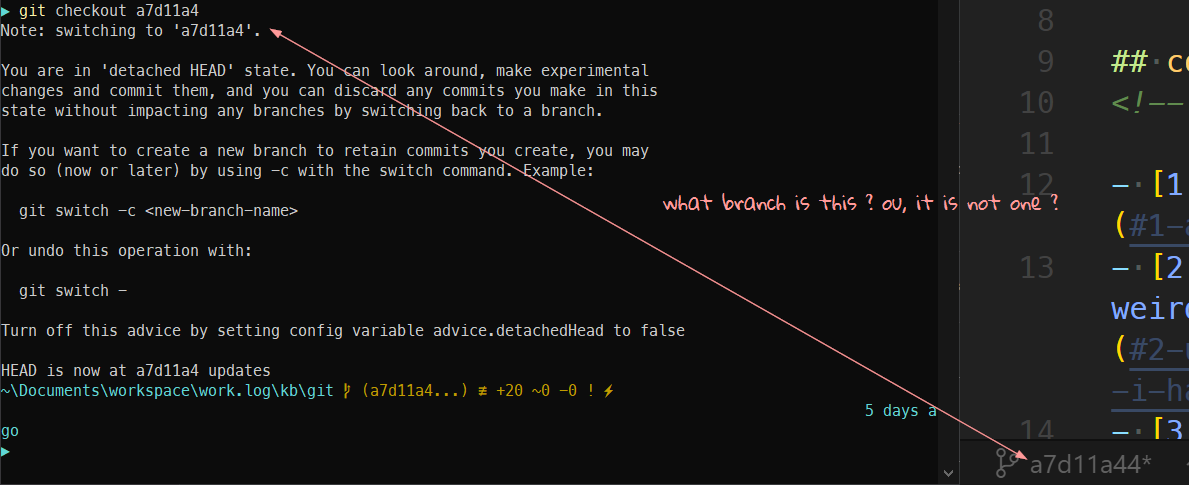 ▶ git checkout a7d11a4
Note: switching to 'a7d11a4'.
You are in 'detached HEAD' state. You can look around, make experimental
changes and commit them, and you can discard any commits you make in this
state without impacting any branches by switching back to a branch.
If you want to create a new branch to retain commits you create, you may
do so (now or later) by using -c with the switch command. Example:
git switch -c <new-branch-name>
Or undo this operation with:
git switch -
Turn off this advice by setting config variable advice.detachedHead to false
HEAD is now at a7d11a4 updates
~\Documents\workspace\work.log\kb\git (a7d11a4...) ≢ +20 ~0 -0 ! ⚡
5 days a
go
▶
what branch is this ? ou, it is not one ?
8
9 ##·co
10 <!--
11
12 -·[1
(#1-a
13 -·[2
weird
(#2-
-i-ha
14 -·[3
a7d11a44*